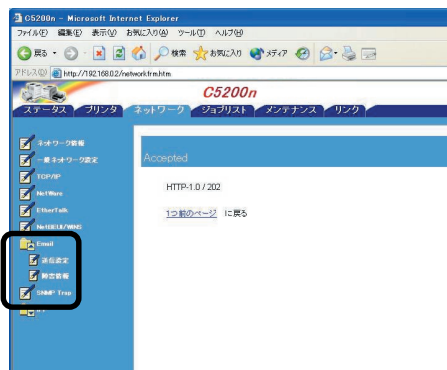 C5200n - Microsoft Internet Explorer
ファイル(F) 編集(E) 表示(V) お気に入り(A) ツール(T) ヘルプ(H)
戻る 検索 お気に入り メディア
アドレス(D) http://192.168.0.2/networkfrm.htm
C5200n
ステータス プリンタ ネットワーク ジョブリスト メンテナンス リンク
ネットワーク情報
一般ネットワーク設定
TCP/IP
NetWare
EtherTalk
NetBEUI/WINS
Email
送信設定
障害情報
SNMP Trap
Accepted
HTTP-1.0 / 202
1つ前のページ に戻る